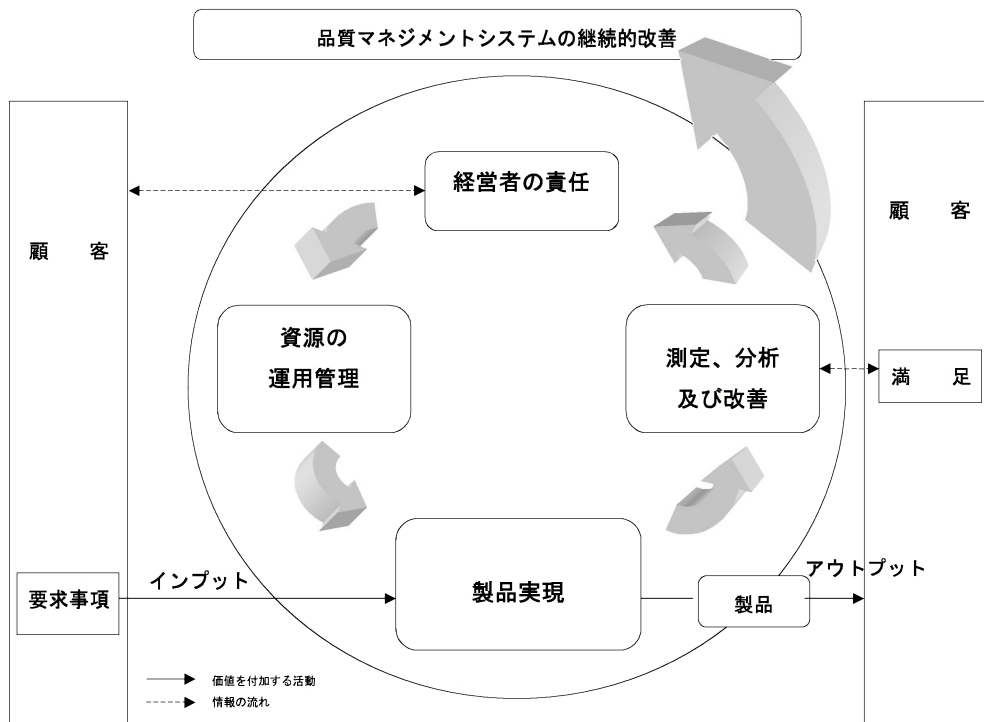 品質マネジメントシステムの継続的改善
経営者の責任
顧　客
顧　客
資源の
運用管理
測定、分析
及び改善
満　足
インプット
アウトプット
要求事項
製品実現
製品
価値を付加する活動
情報の流れ